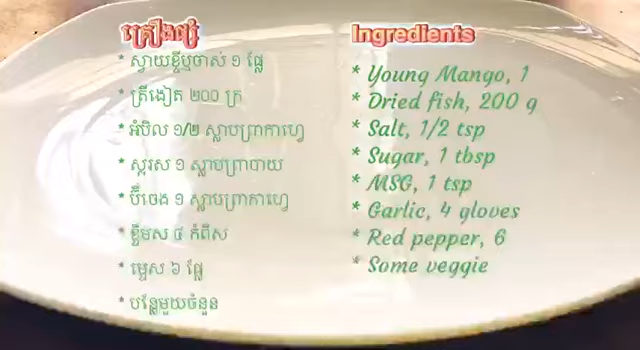 គ្រឿងផ្សំ
* ស្វាយខ្ចីឬចាស់ ១ ផ្លែ
* ត្រីងៀត ២០០ ក្រ
* អំបិល ១/២ ស្លាបព្រាកាហ្វេ
* ស្ករស ១ ស្លាបព្រាបាយ
* ប៊ីចេង ១ ស្លាបព្រាកាហ្វេ
* ខ្ទឹមស ៤ កំពឹស
* ម្ទេស ៦ ផ្លែ
* បន្លែមួយចំនួន
Ingredients
* Young Mango, 1
* Dried fish, 200 g
* Salt, 1/2 tsp
* Sugar, 1 tbsp
* MSG, 1 tsp
* Garlic, 4 gloves
* Red pepper, 6
* Some veggie